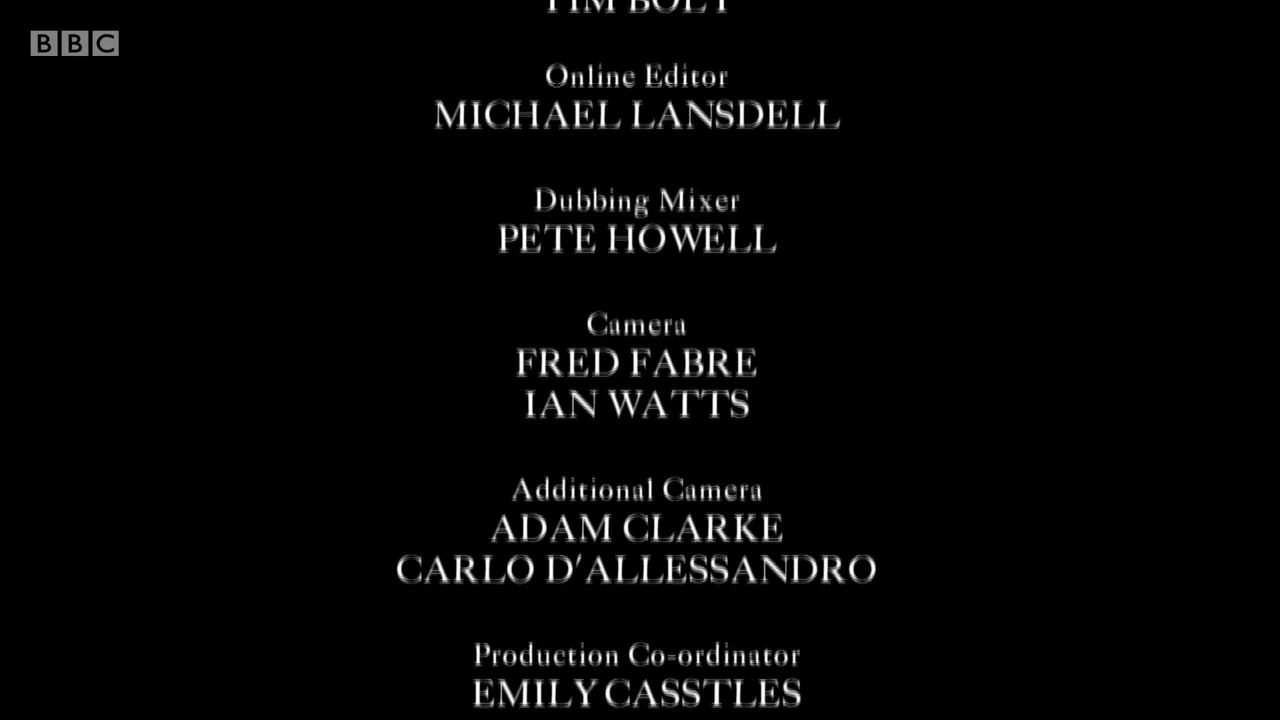 BBC
Online Editor
MICHAEL LANSDELL
Dubbing Mixer
PETE HOWELL
Camera
FRED FABRE
IAN WATTS
Additional Camera
ADAM CLARKE
CARLO D'ALLESSANDRO
Production Co-ordinator
EMILY CASSTLES